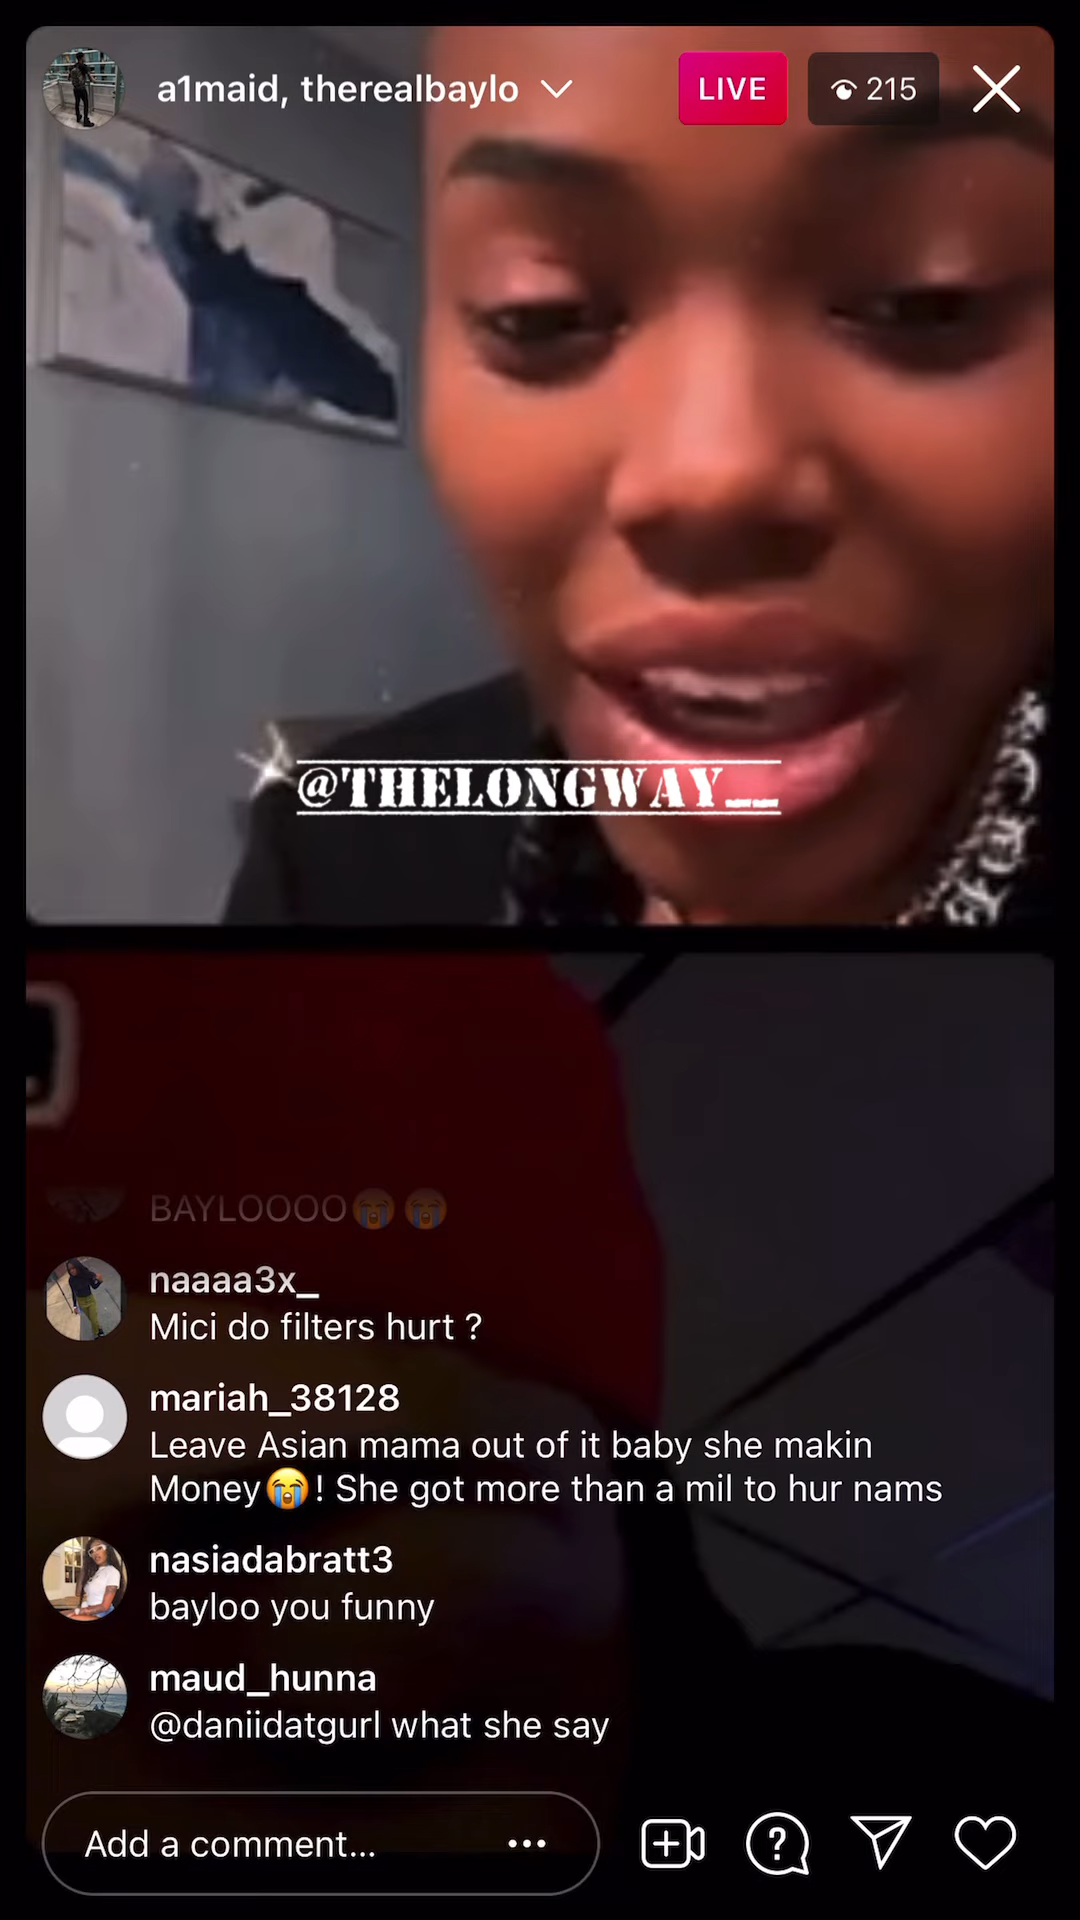 a1maid, therealbaylo
LIVE
215
@THELONGWAY__
BAYLOOOO😭😭
naaaa3x_
Mici do filters hurt ?
mariah_38128
Leave Asian mama out of it baby she makin
Money😭! She got more than a mil to hur nams
nasiadabratt3
bayloo you funny
maud_hunna
@daniidatgurl what she say
Add a comment...